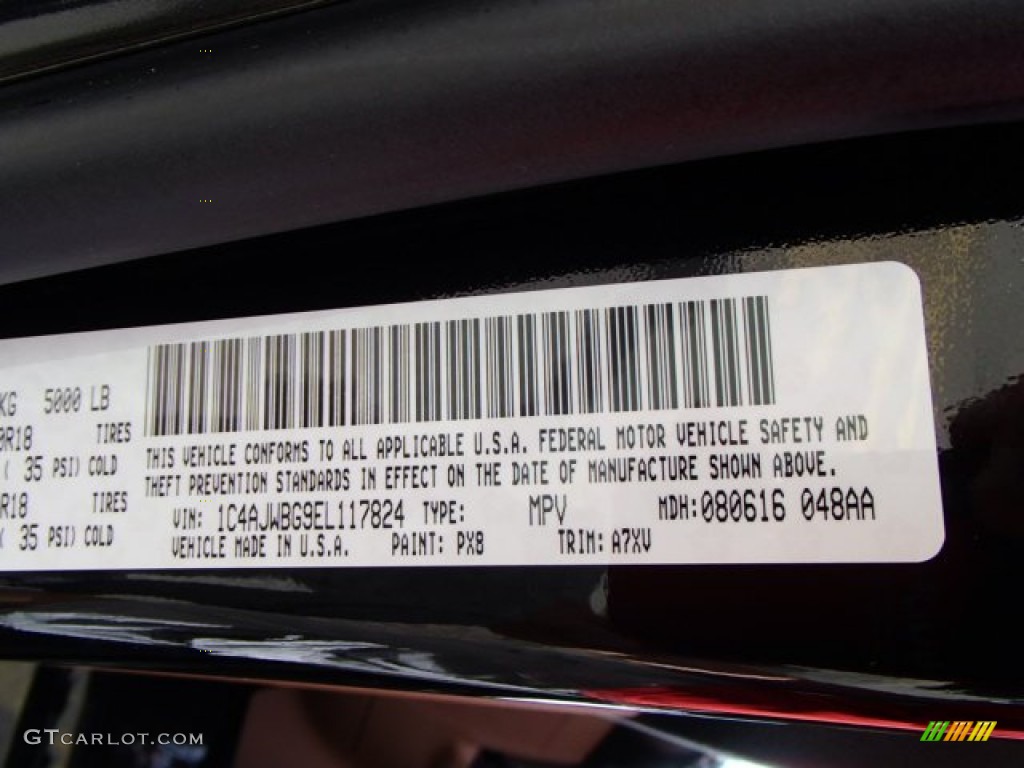 KG 5000 LB
0R18 TIRES
( 35 PSI) COLD
0R18 TIRES
( 35 PSI) COLD
THIS VEHICLE CONFORMS TO ALL APPLICABLE U.S.A. FEDERAL MOTOR VEHICLE SAFETY AND
THEFT PREVENTION STANDARDS IN EFFECT ON THE DATE OF MANUFACTURE SHOWN ABOVE.
VIN: 1C4AJWBG9EL117824 TYPE: MPV MDH: 080616 048AA
VEHICLE MADE IN U.S.A. PAINT: PX8 TRIM: A7XV
GTCARLOT.COM